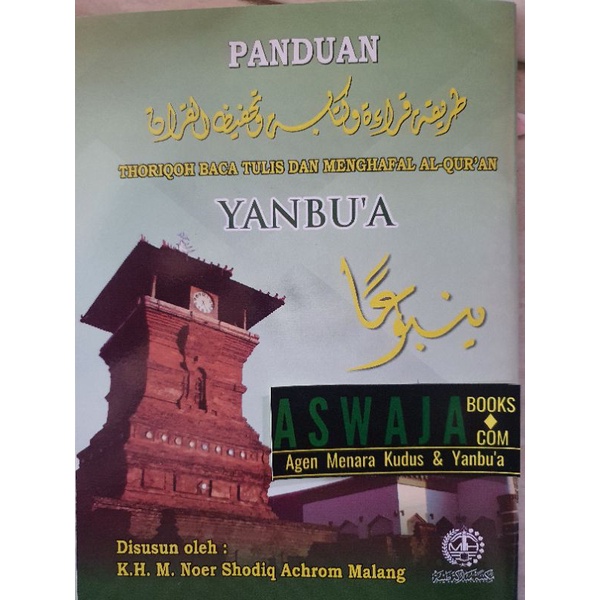 PANDUAN
طريقة قراءة وكتابة وتحفيظ القرآن
THORIQOH BACA TULIS DAN MENGHAFAL AL-QUR'AN
YANBU'A
ينبوعا
ASWAJA BOOKS
COM
Agen Menara Kudus & Yanbu'a
Disusun oleh :
K.H. M. Noer Shodiq Achrom Malang